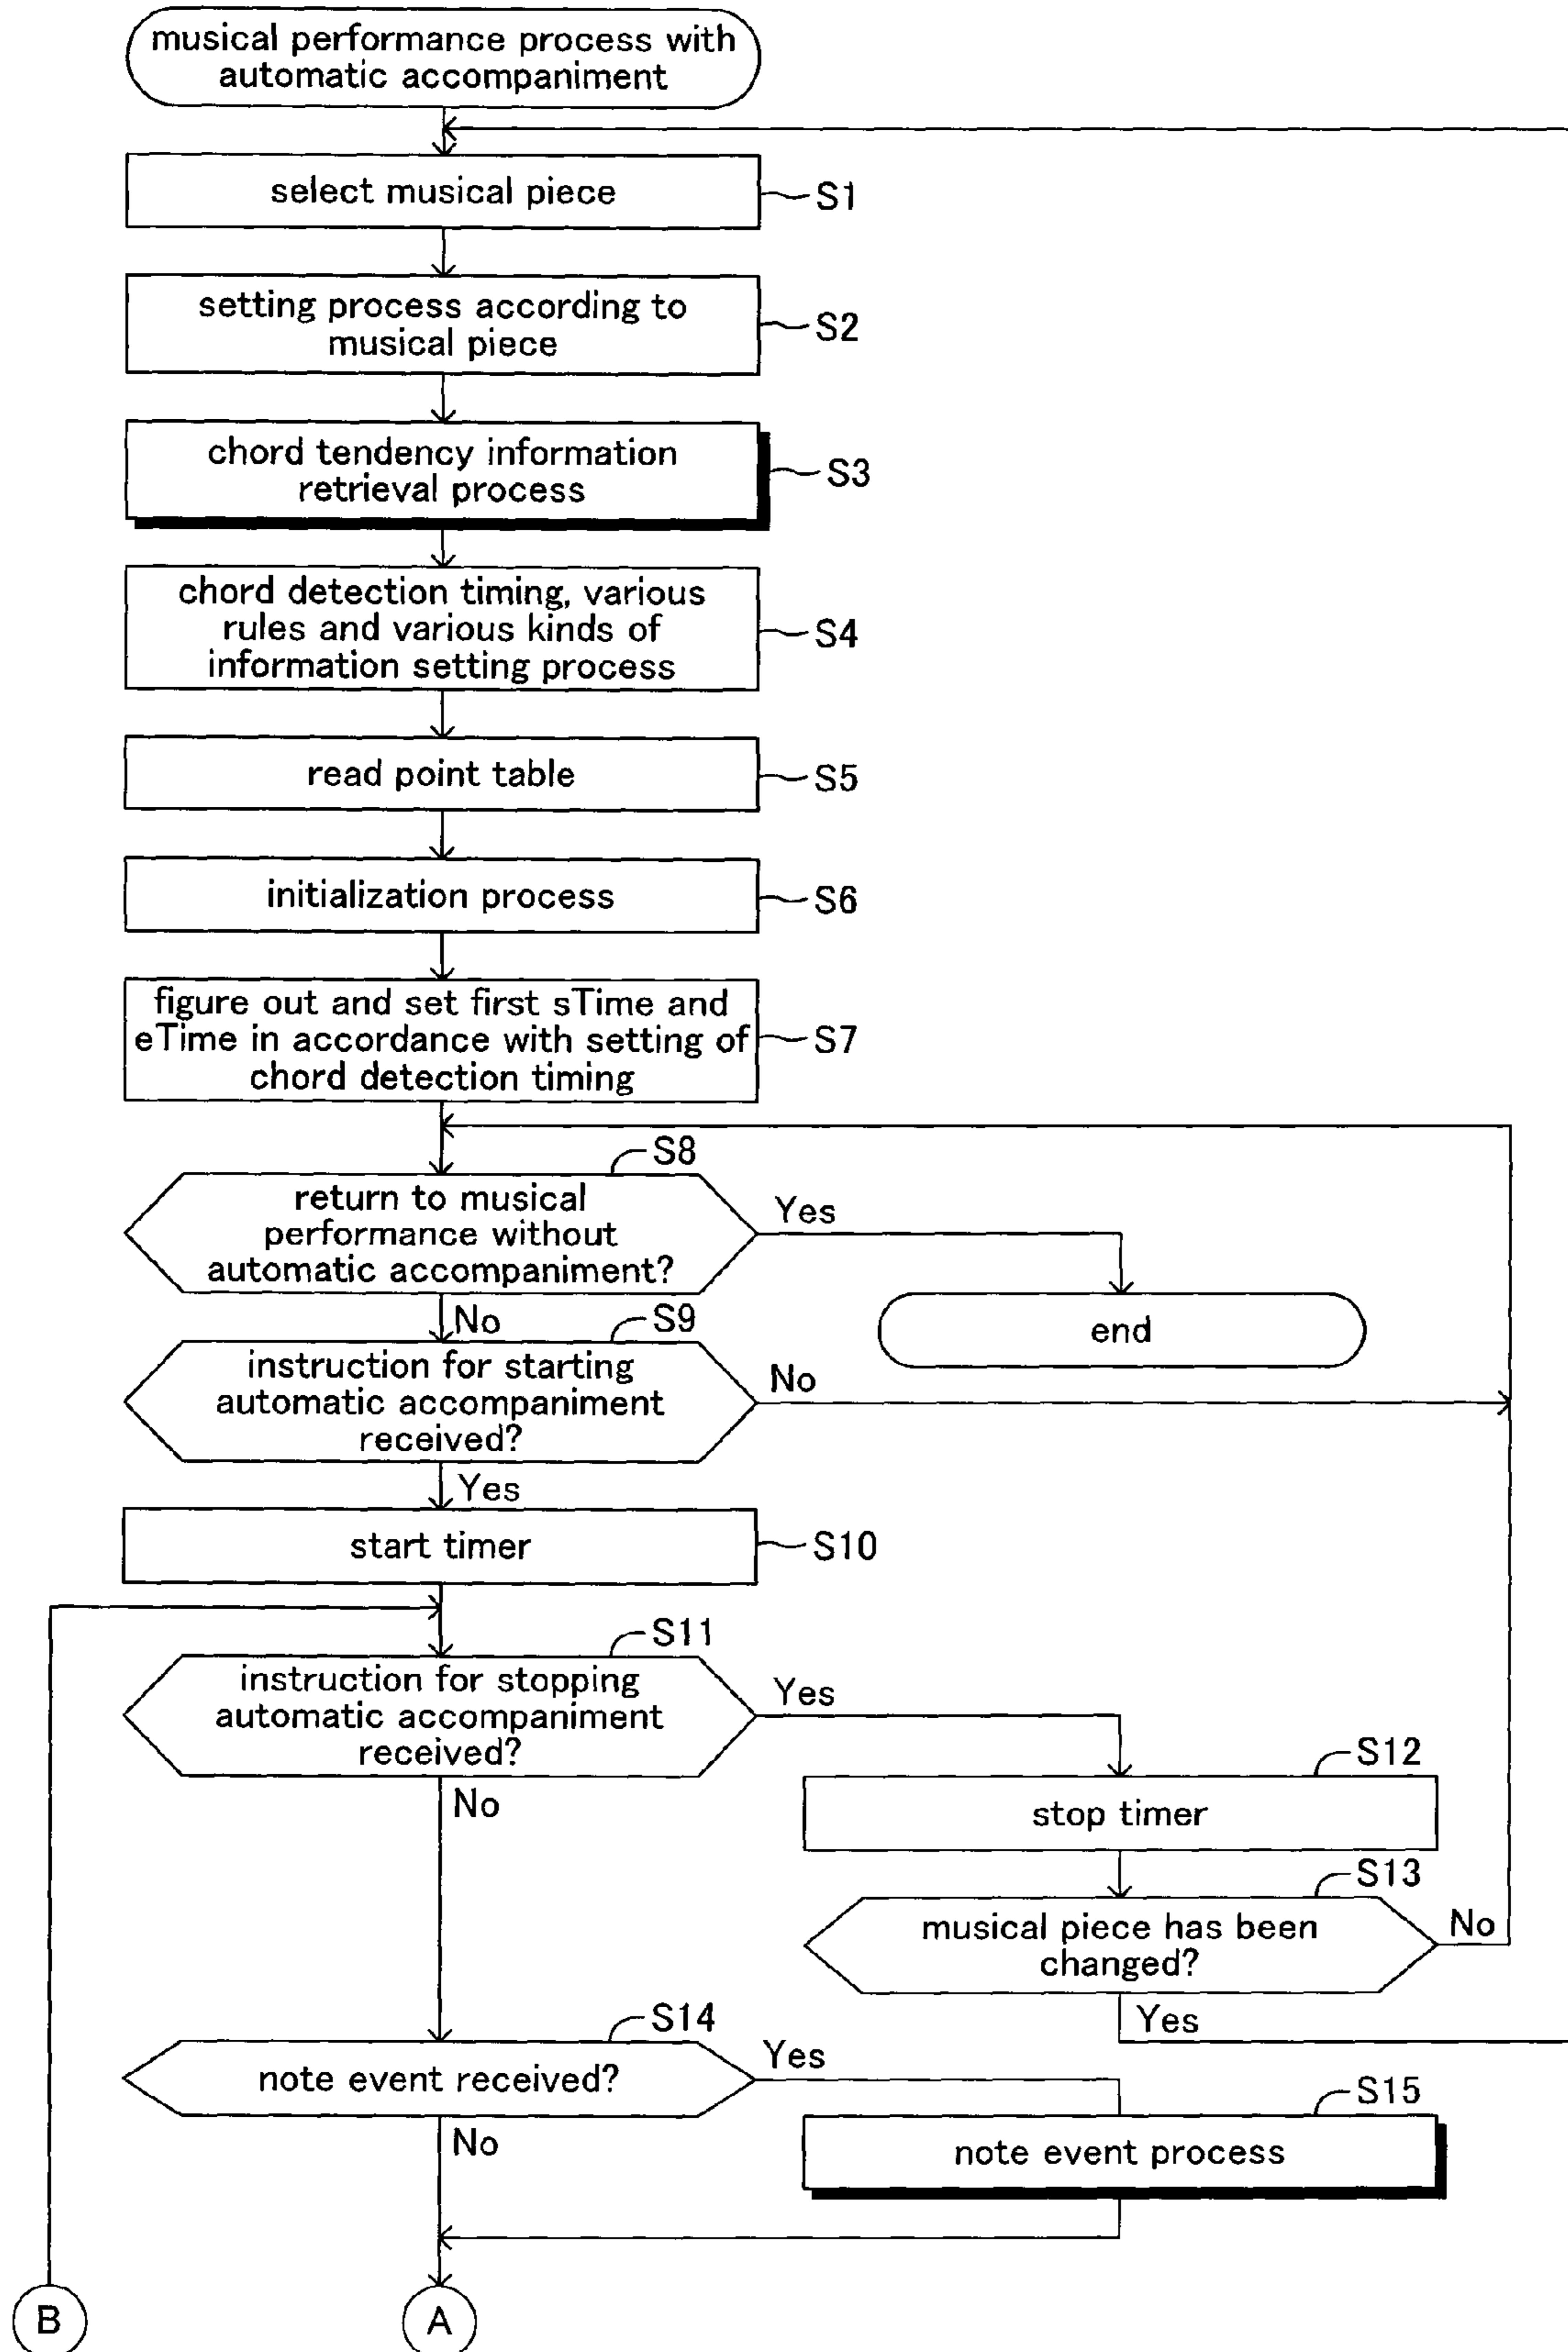 musical performance process with
automatic accompaniment
select musical piece
S1
setting process according to
musical piece
S2
chord tendency information
retrieval process
S3
chord detection timing, various
rules and various kinds of
information setting process
S4
read point table
S5
initialization process
S6
figure out and set first sTime and
eTime in accordance with setting of
chord detection timing
S7
S8
return to musical
performance without
automatic accompaniment?
Yes
No
end
S9
instruction for starting
automatic accompaniment
received?
No
Yes
start timer
S10
S11
instruction for stopping
automatic accompaniment
received?
Yes
No
S12
stop timer
S13
musical piece has been
changed?
No
Yes
S14
note event received?
Yes
No
S15
note event process
B
A